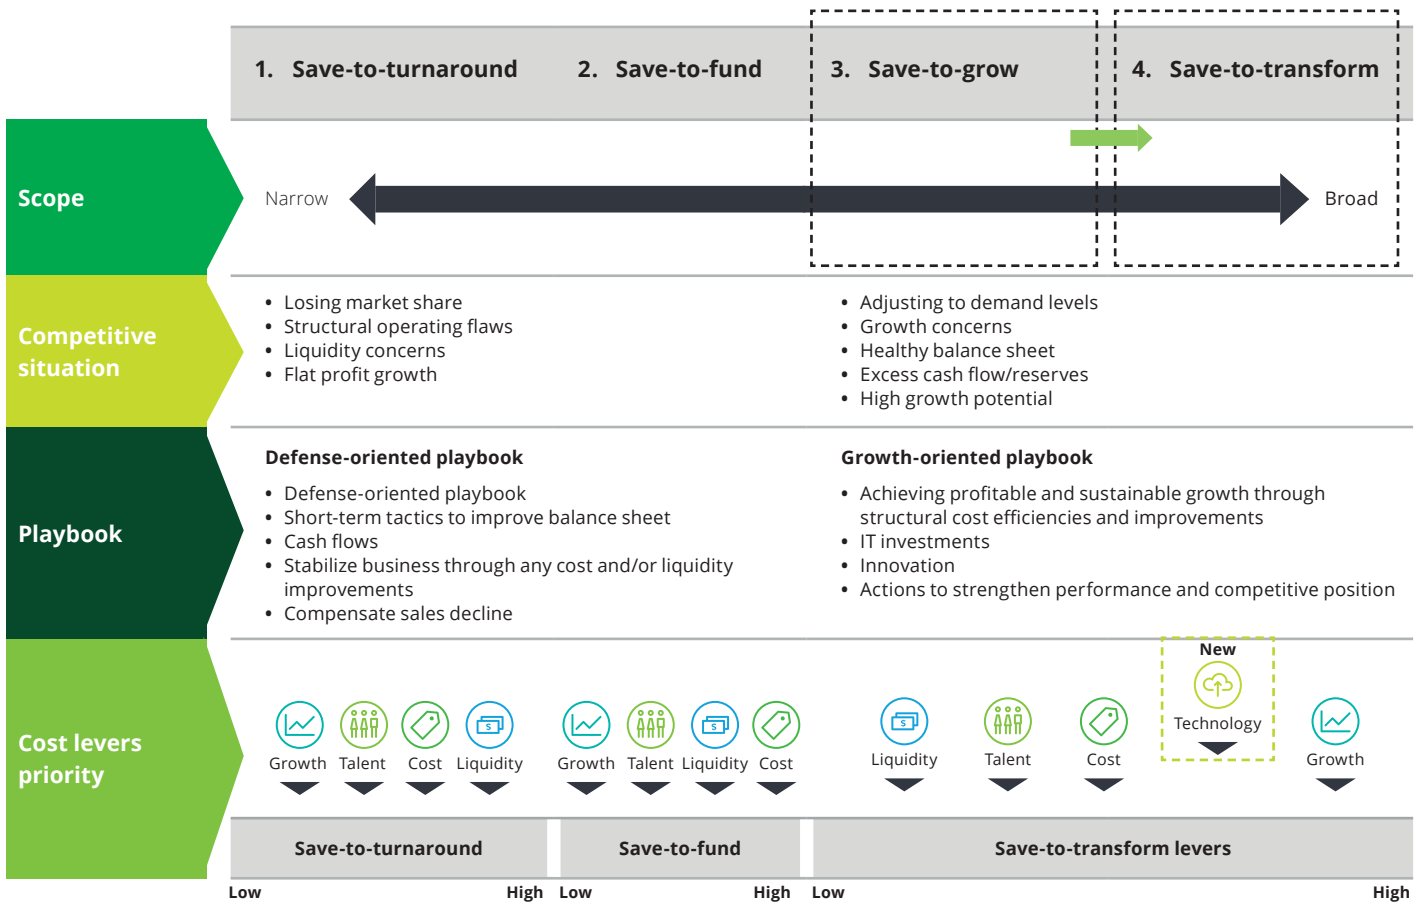 1. Save-to-turnaround
2. Save-to-fund
3. Save-to-grow
4. Save-to-transform
Scope
Narrow
Broad
Competitive
situation
• Losing market share
• Structural operating flaws
• Liquidity concerns
• Flat profit growth
• Adjusting to demand levels
• Growth concerns
• Healthy balance sheet
• Excess cash flow/reserves
• High growth potential
Playbook
Defense-oriented playbook
• Defense-oriented playbook
• Short-term tactics to improve balance sheet
• Cash flows
• Stabilize business through any cost and/or liquidity
improvements
• Compensate sales decline
Growth-oriented playbook
• Achieving profitable and sustainable growth through
structural cost efficiencies and improvements
• IT investments
• Innovation
• Actions to strengthen performance and competitive position
Cost levers
priority
Growth
Talent
Cost
Liquidity
Growth
Talent
$
Liquidity
Cost
$
Liquidity
Talent
Cost
New
Technology
Growth
$
Save-to-turnaround
Save-to-fund
Save-to-transform levers
Low
High
Low
High
Low
High